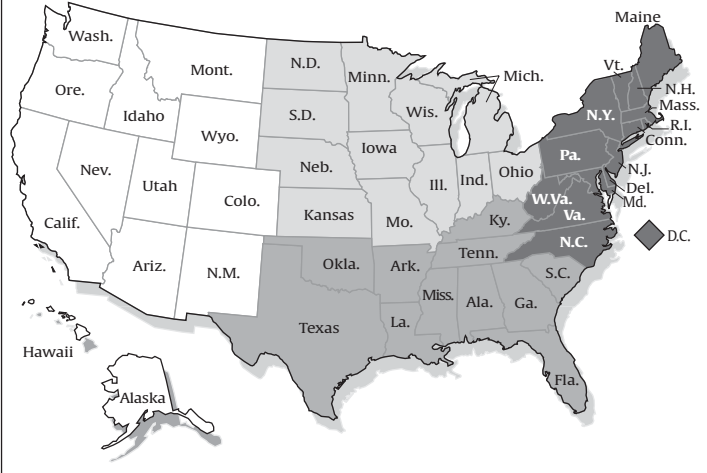 Maine
Wash.
Vt.
N.D.
Mont.
Minn.
Mich.
Ore.
N.H.
Mass.
Idaho
S.D.
Wis.
N.Y.
R.I.
Wyo.
Conn.
Iowa
Pa.
Neb.
N.J.
Nev.
Utah
Ill.
Ind.
Ohio
Del.
Md.
Colo.
W.Va.
Va.
Calif.
Kansas
Mo.
Ky.
D.C.
N.C.
Ariz.
N.M.
Okla.
Ark.
Tenn.
S.C.
Miss.
Ala.
Ga.
Texas
La.
Hawaii
Fla.
Alaska